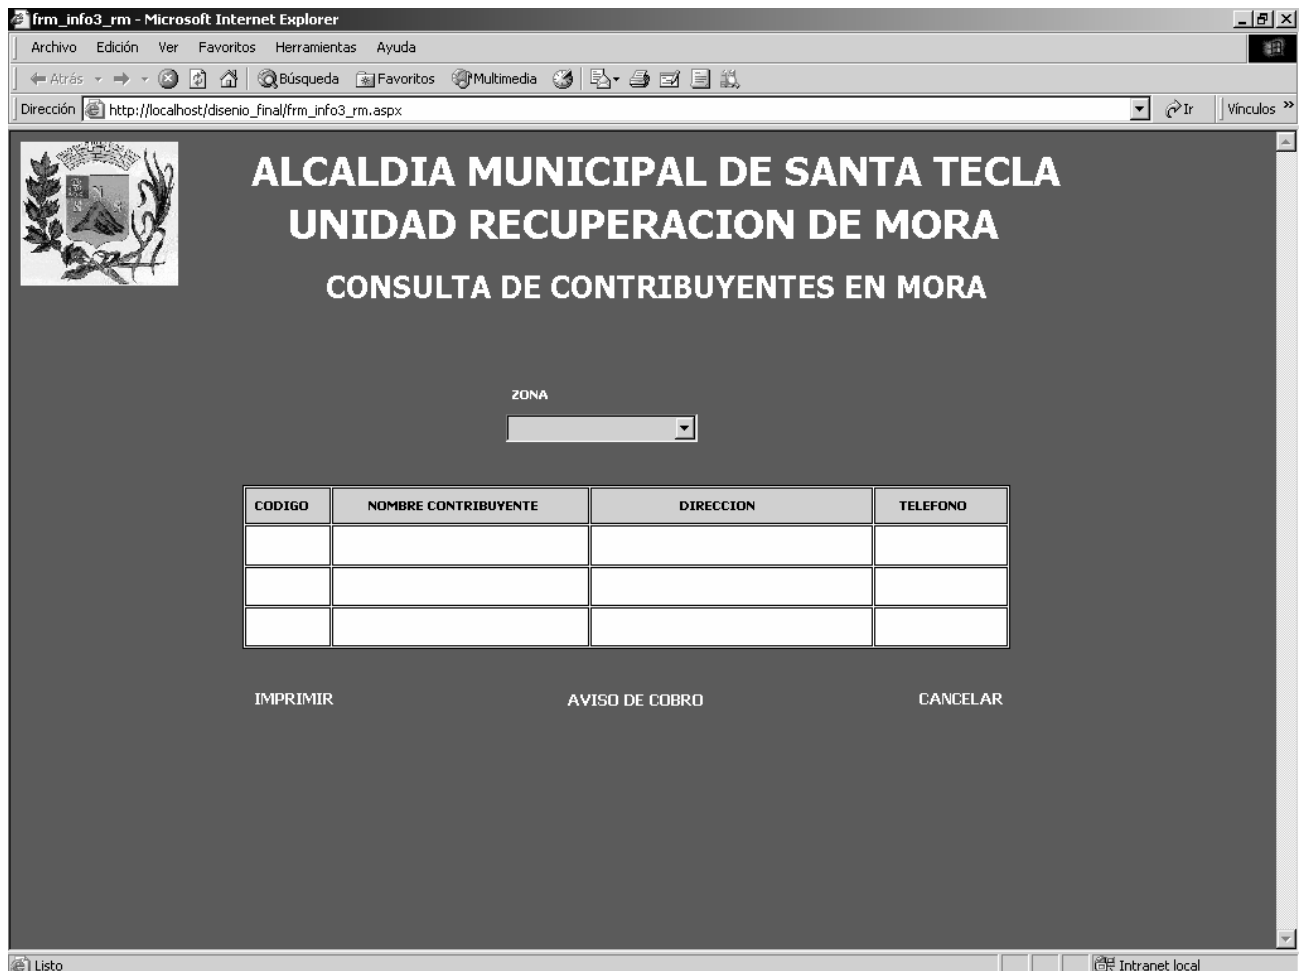 frm_info3_rm - Microsoft Internet Explorer
Archivo Edición Ver Favoritos Herramientas Ayuda
Atrás Búsqueda Favoritos Multimedia
Dirección http://localhost/disenio_final/frm_info3_rm.aspx Ir Vínculos »
ALCALDIA MUNICIPAL DE SANTA TECLA
UNIDAD RECUPERACION DE MORA
CONSULTA DE CONTRIBUYENTES EN MORA
ZONA
CODIGO NOMBRE CONTRIBUYENTE DIRECCION TELEFONO
IMPRIMIR AVISO DE COBRO CANCELAR
Listo Intranet local